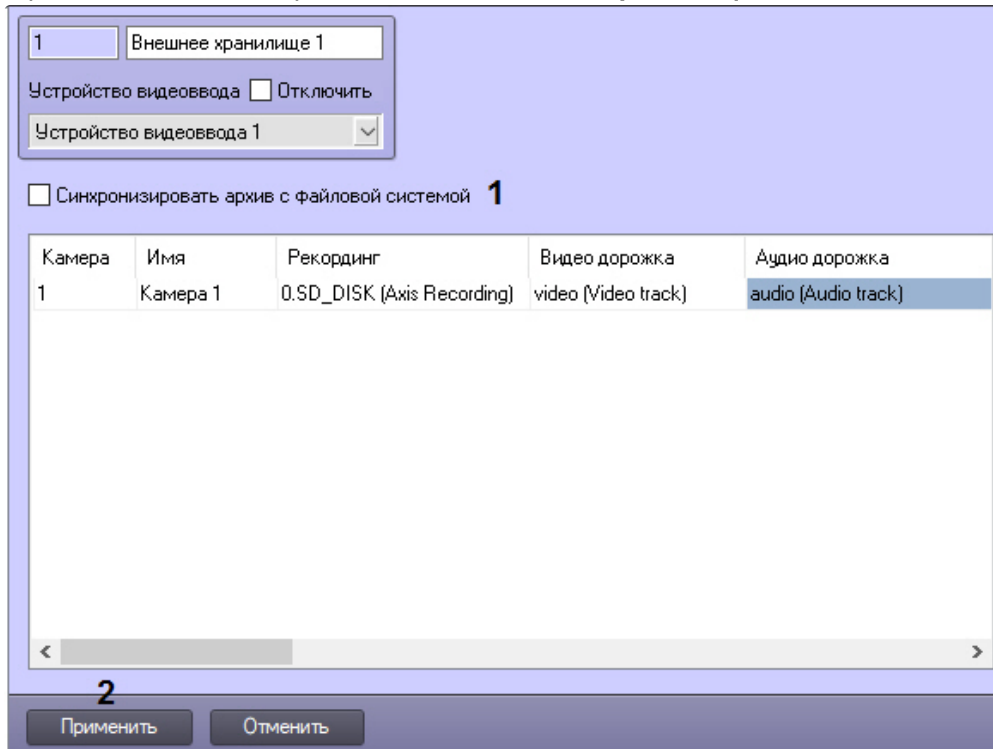 1 Внешнее хранилище 1
Устройство видеоввода Отключить
Устройство видеоввода 1
Синхронизировать архив с файловой системой 1
Камера Имя Рекординг Видео дорожка Аудио дорожка
1 Камера 1 0.SD_DISK (Axis Recording) video (Video track) audio (Audio track)
2
Применить Отменить